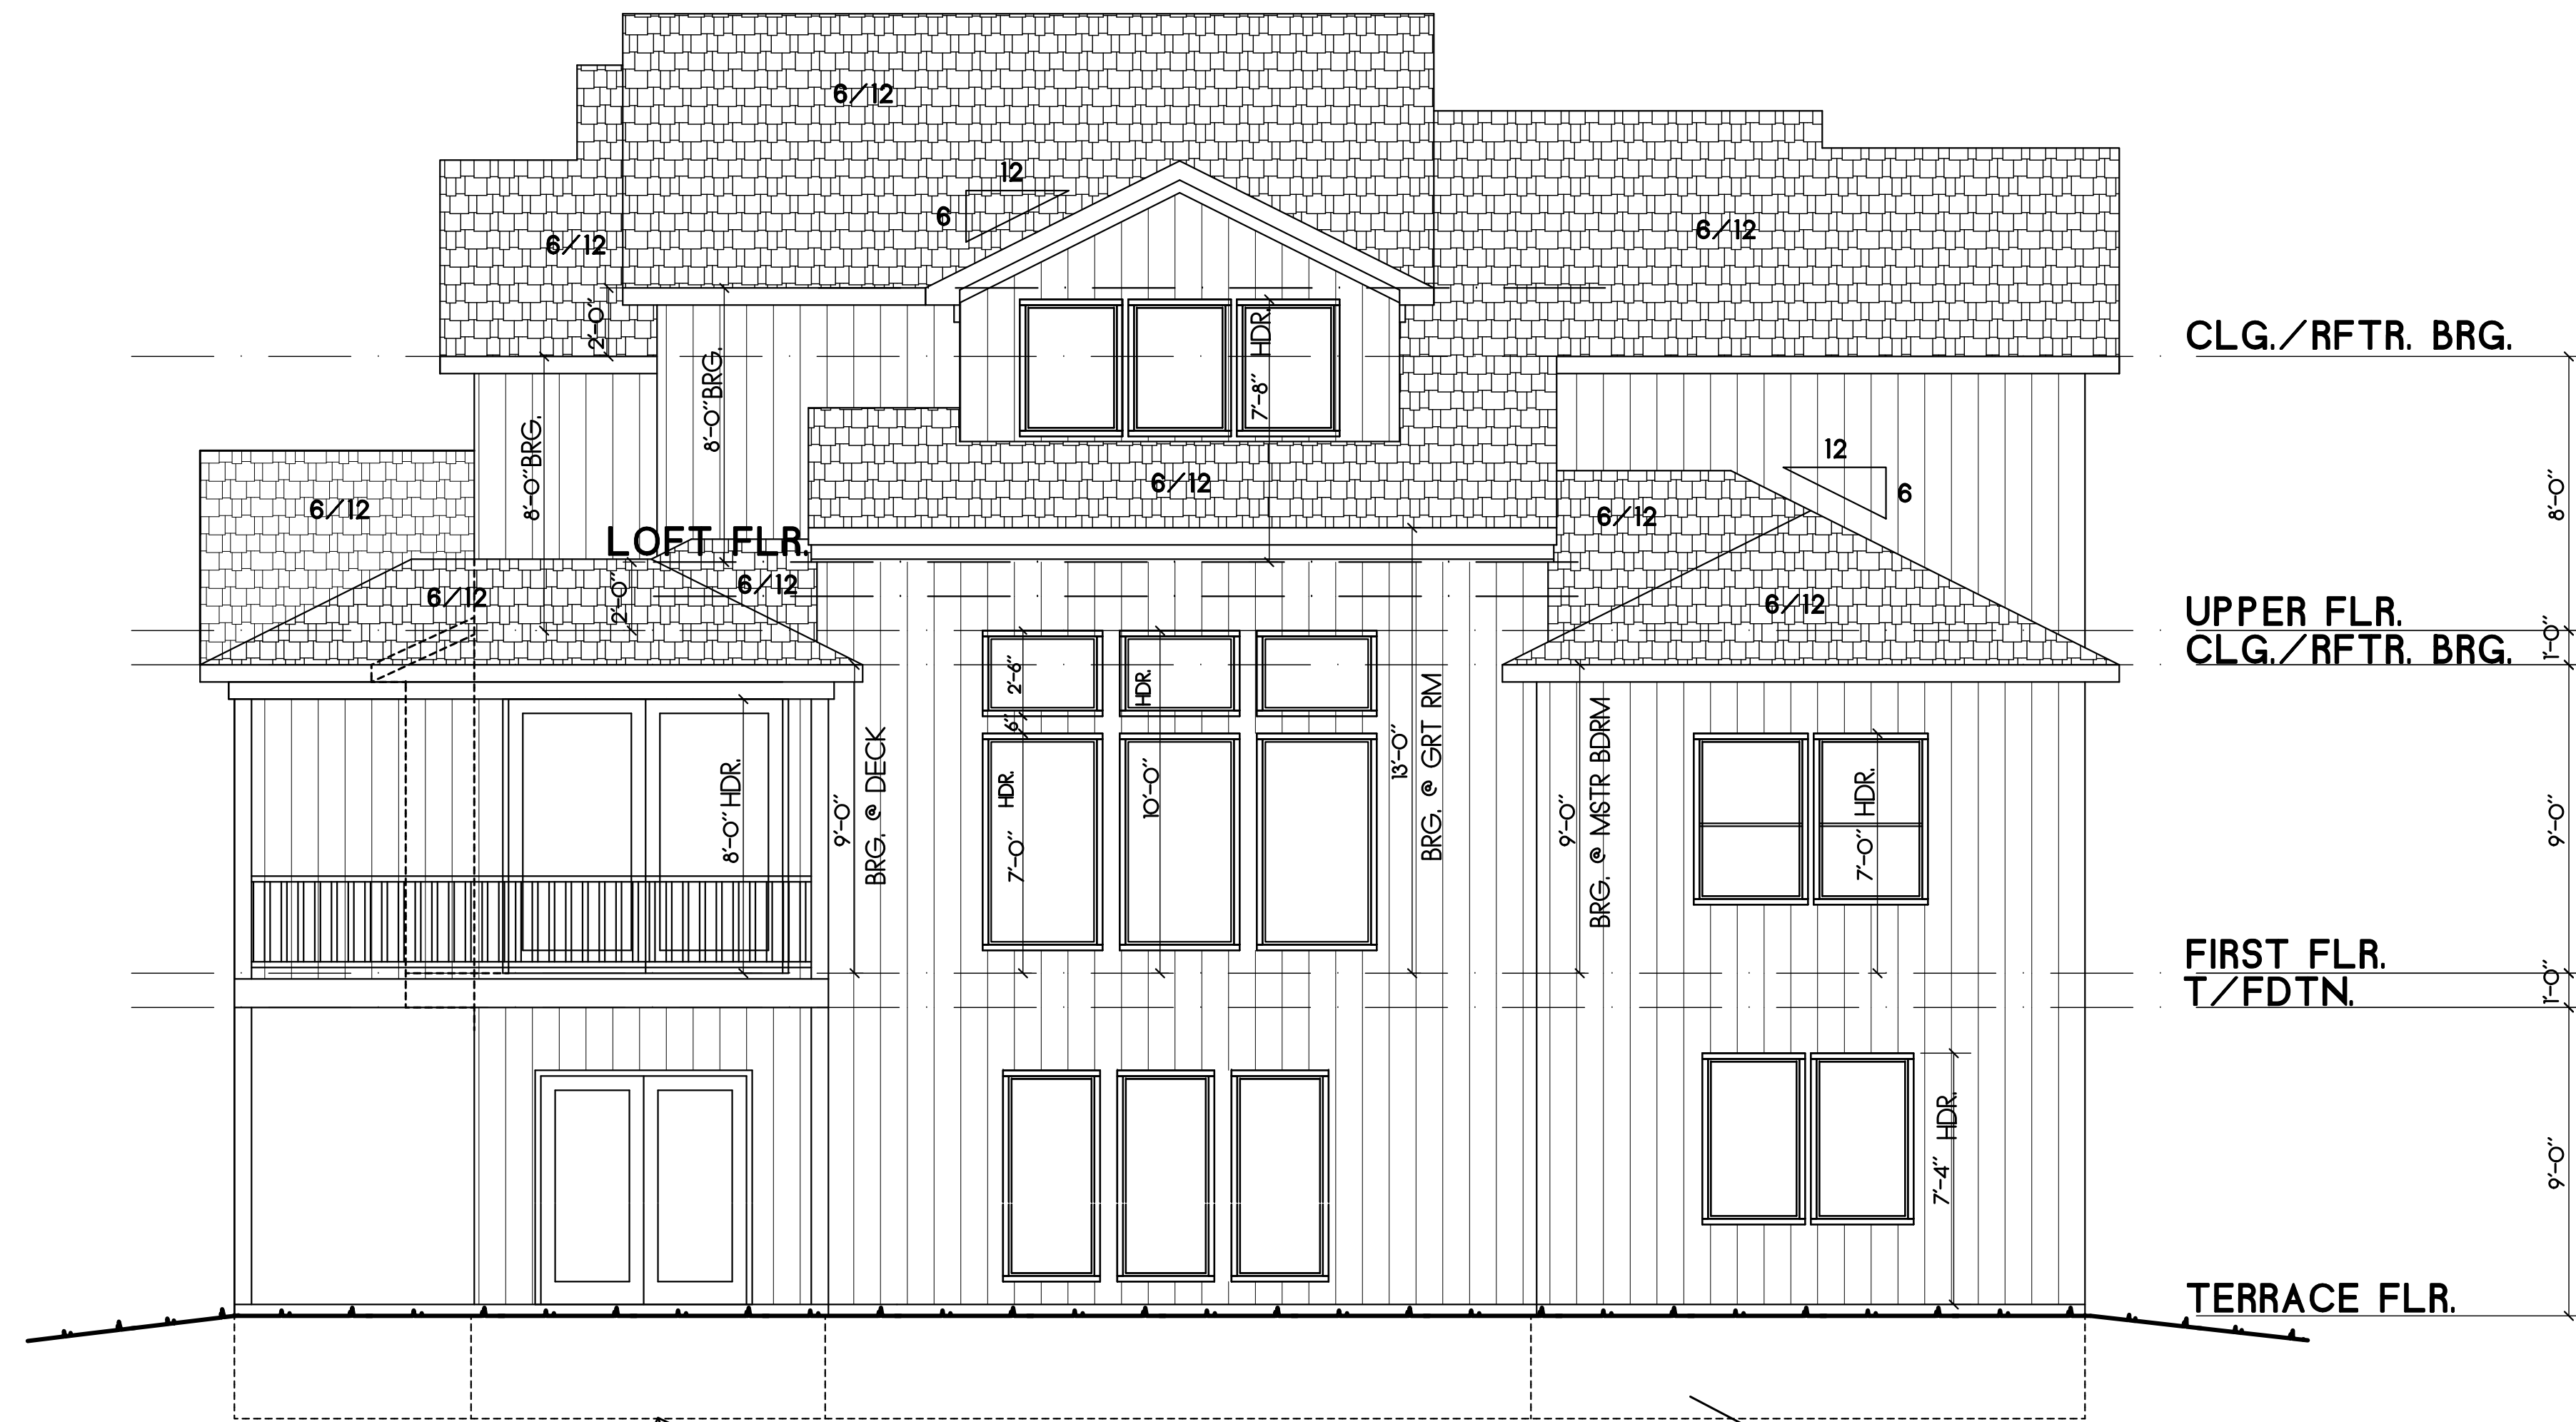 6/12
12
6
6/12
6/12
2'-0"
CLG./RFTR. BRG.
7'-8" HDR.
8'-0" BRG.
8'-0" BRG.
12
6
8'-0"
6/12
6/12
6/12
LOFT FLR.
6/12
6/12
2'-0"
6/12
UPPER FLR.
1'-0"
CLG./RFTR. BRG.
2'-6"
6"
HDR.
10'-0"
7'-0" HDR.
8'-0" HDR.
9'-0"
BRG. @ DECK
13'-0"
BRG. @ GRT RM
9'-0"
BRG. @ MSTR BDRM
7'-0" HDR.
9'-0"
FIRST FLR.
1'-0"
T/FDTN.
7'-4" HDR.
9'-0"
TERRACE FLR.